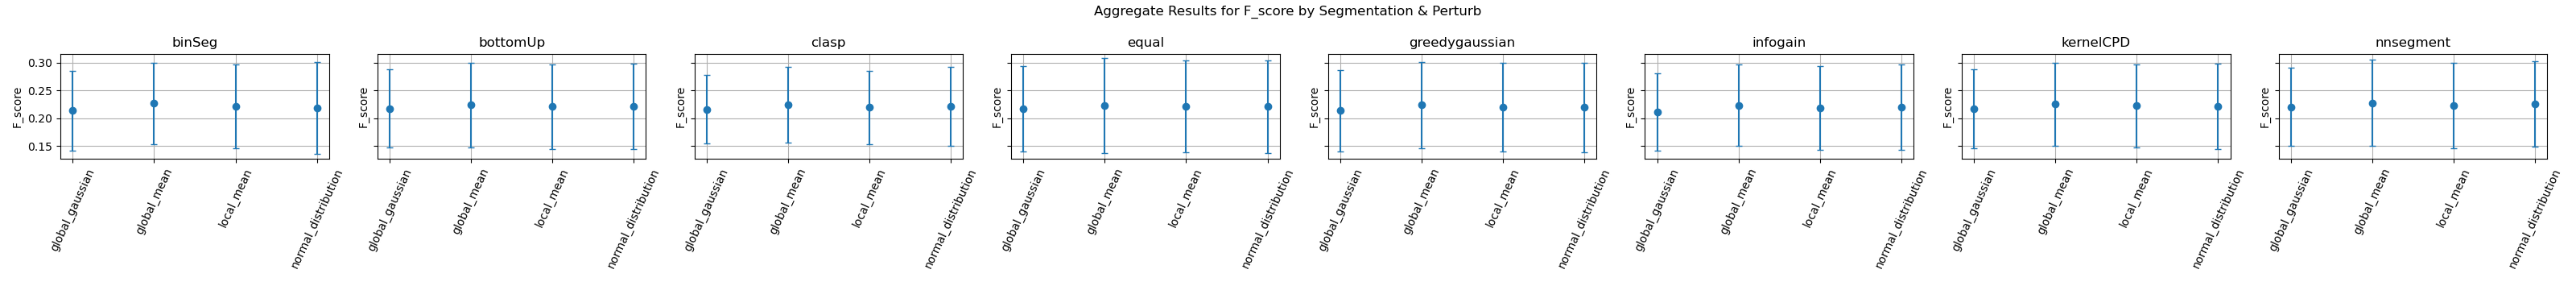 Aggregate Results for F_score by Segmentation & Perturb
binSeg
F_score
0.30
0.25
0.20
0.15
global_gaussian
global_mean
local_mean
normal_distribution
bottomUp
F_score
global_gaussian
global_mean
local_mean
normal_distribution
clasp
F_score
global_gaussian
global_mean
local_mean
normal_distribution
equal
F_score
global_gaussian
global_mean
local_mean
normal_distribution
greedygaussian
F_score
global_gaussian
global_mean
local_mean
normal_distribution
infogain
F_score
global_gaussian
global_mean
local_mean
normal_distribution
kernelCPD
F_score
global_gaussian
global_mean
local_mean
normal_distribution
nnsegment
F_score
global_gaussian
global_mean
local_mean
normal_distribution